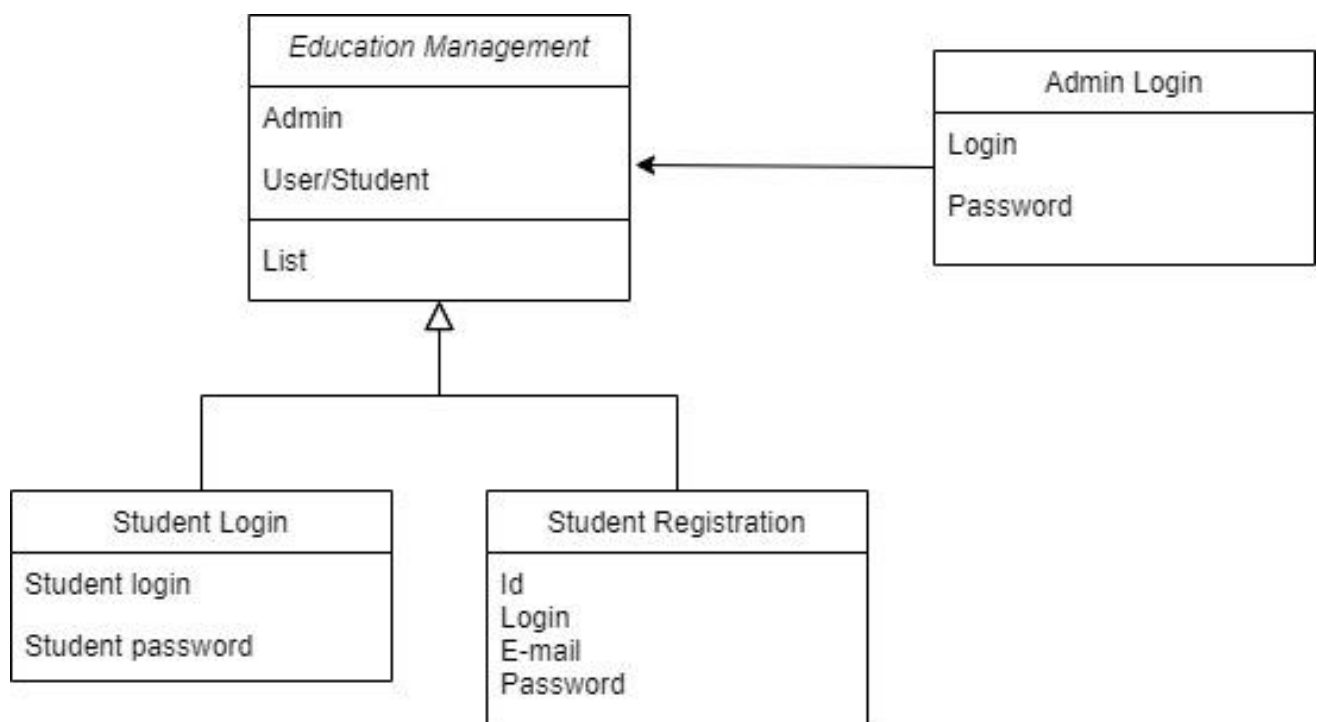 Education Management
Admin
User/Student
List
Admin Login
Login
Password
Student Login
Student login
Student password
Student Registration
Id
Login
E-mail
Password